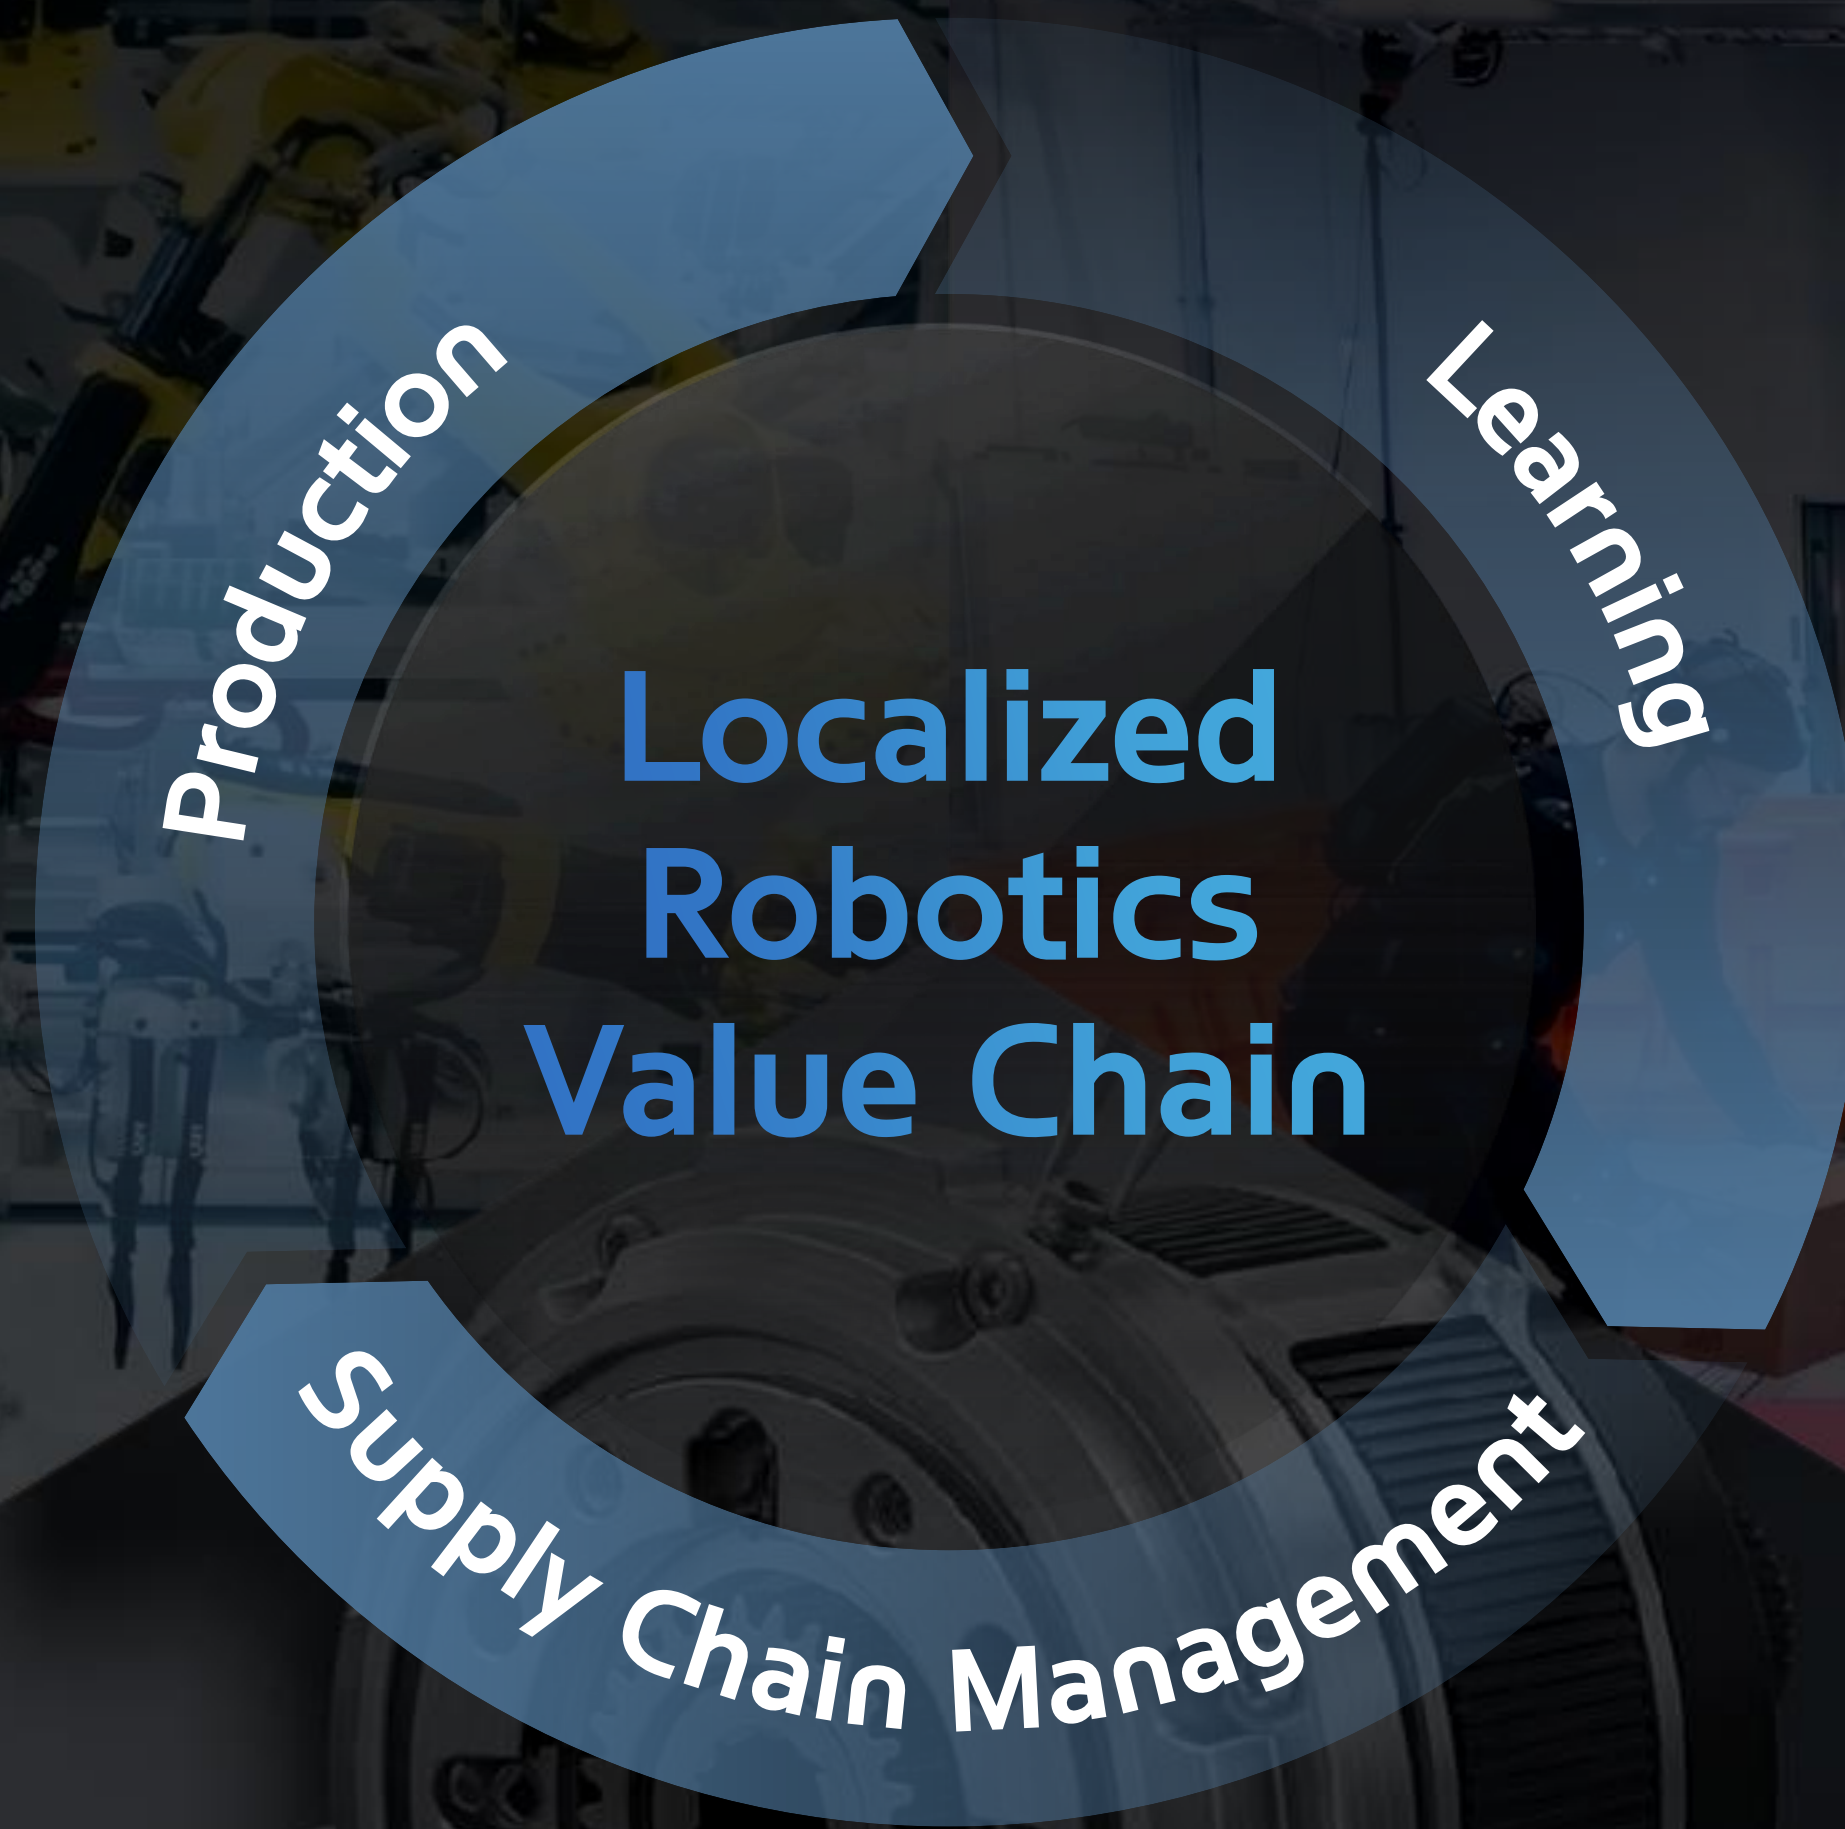 Production
Learning
Localized
Robotics
Value Chain
Supply Chain Management